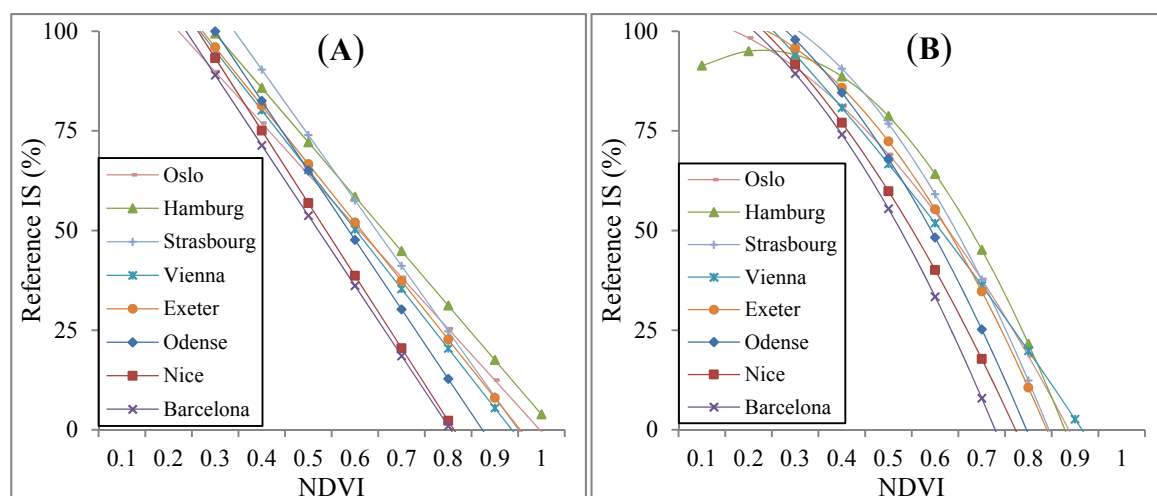 (A)
Reference IS (%)
100
75
50
25
0
Oslo
Hamburg
Strasbourg
Vienna
Exeter
Odense
Nice
Barcelona
0.1 0.2 0.3 0.4 0.5 0.6 0.7 0.8 0.9 1
NDVI
(B)
Reference IS (%)
100
75
50
25
0
Oslo
Hamburg
Strasbourg
Vienna
Exeter
Odense
Nice
Barcelona
0.1 0.2 0.3 0.4 0.5 0.6 0.7 0.8 0.9 1
NDVI